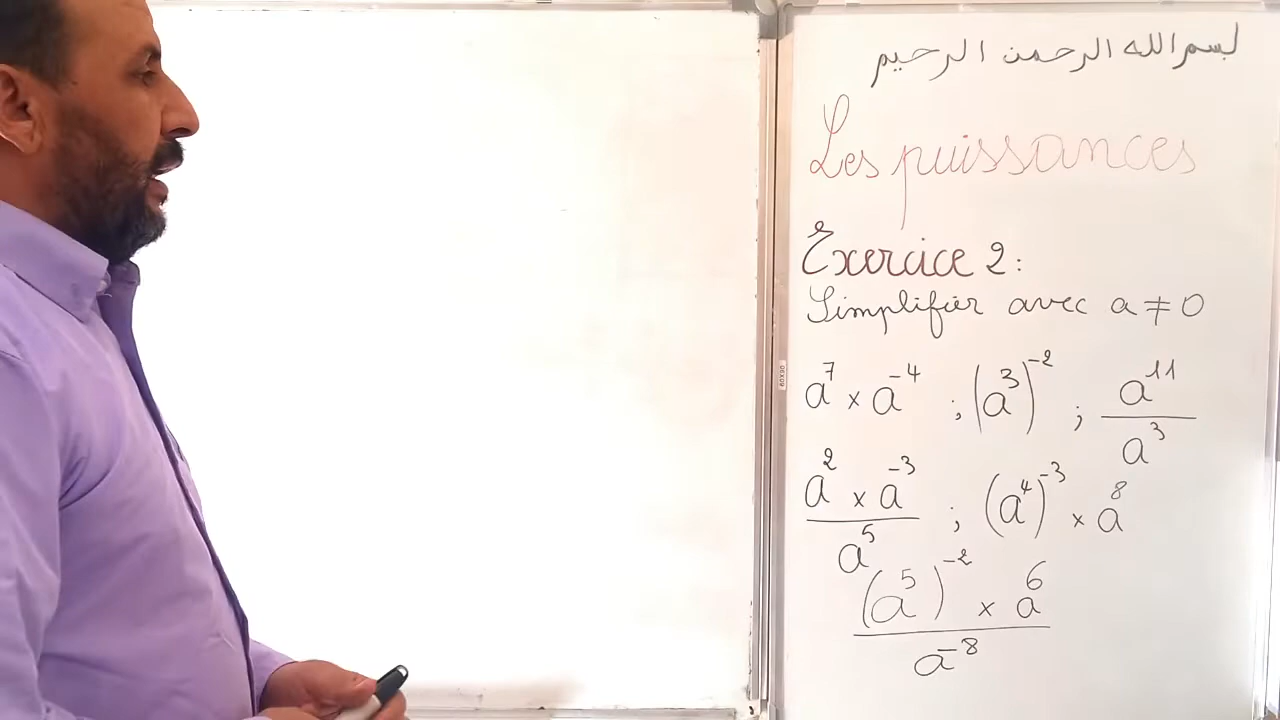 بسم الله الرحمن الرحيم
Les puissances
Exercice 2:
Simplifier avec a ≠ 0
a⁷ × a⁻⁴ ; (a³)⁻² ; a¹¹/a³
(a² × a⁻³)/a⁵ ; (a⁴)⁻³ × a⁸
((a⁵)⁻² × a⁶)/a⁻⁸